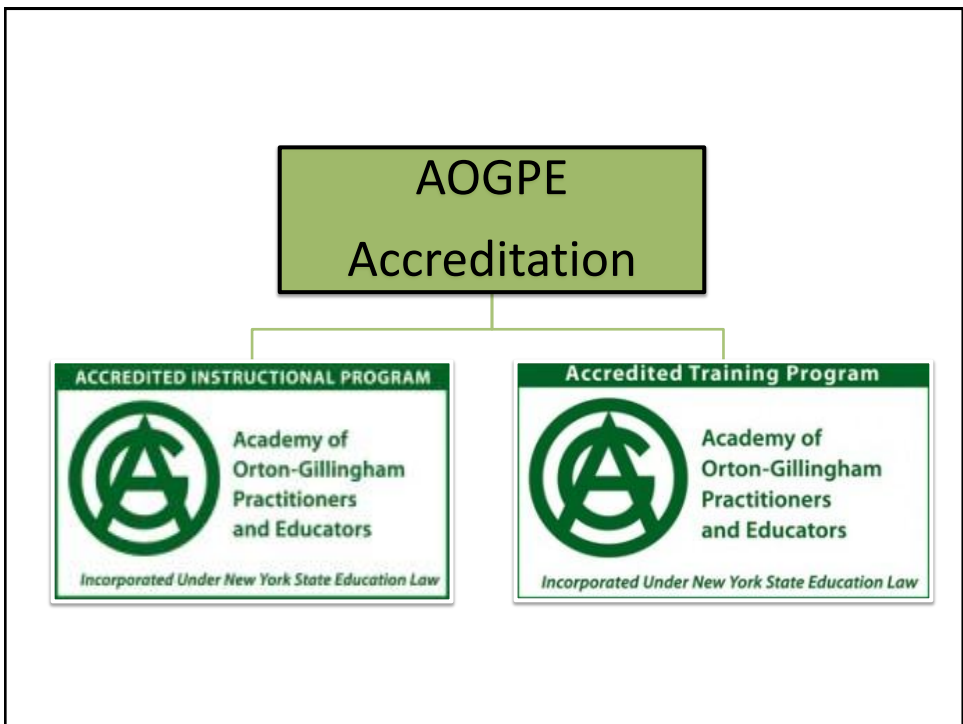 AOGPE
Accreditation
ACCREDITED INSTRUCTIONAL PROGRAM
Academy of
Orton-Gillingham
Practitioners
and Educators
Incorporated Under New York State Education Law
Accredited Training Program
Academy of
Orton-Gillingham
Practitioners
and Educators
Incorporated Under New York State Education Law